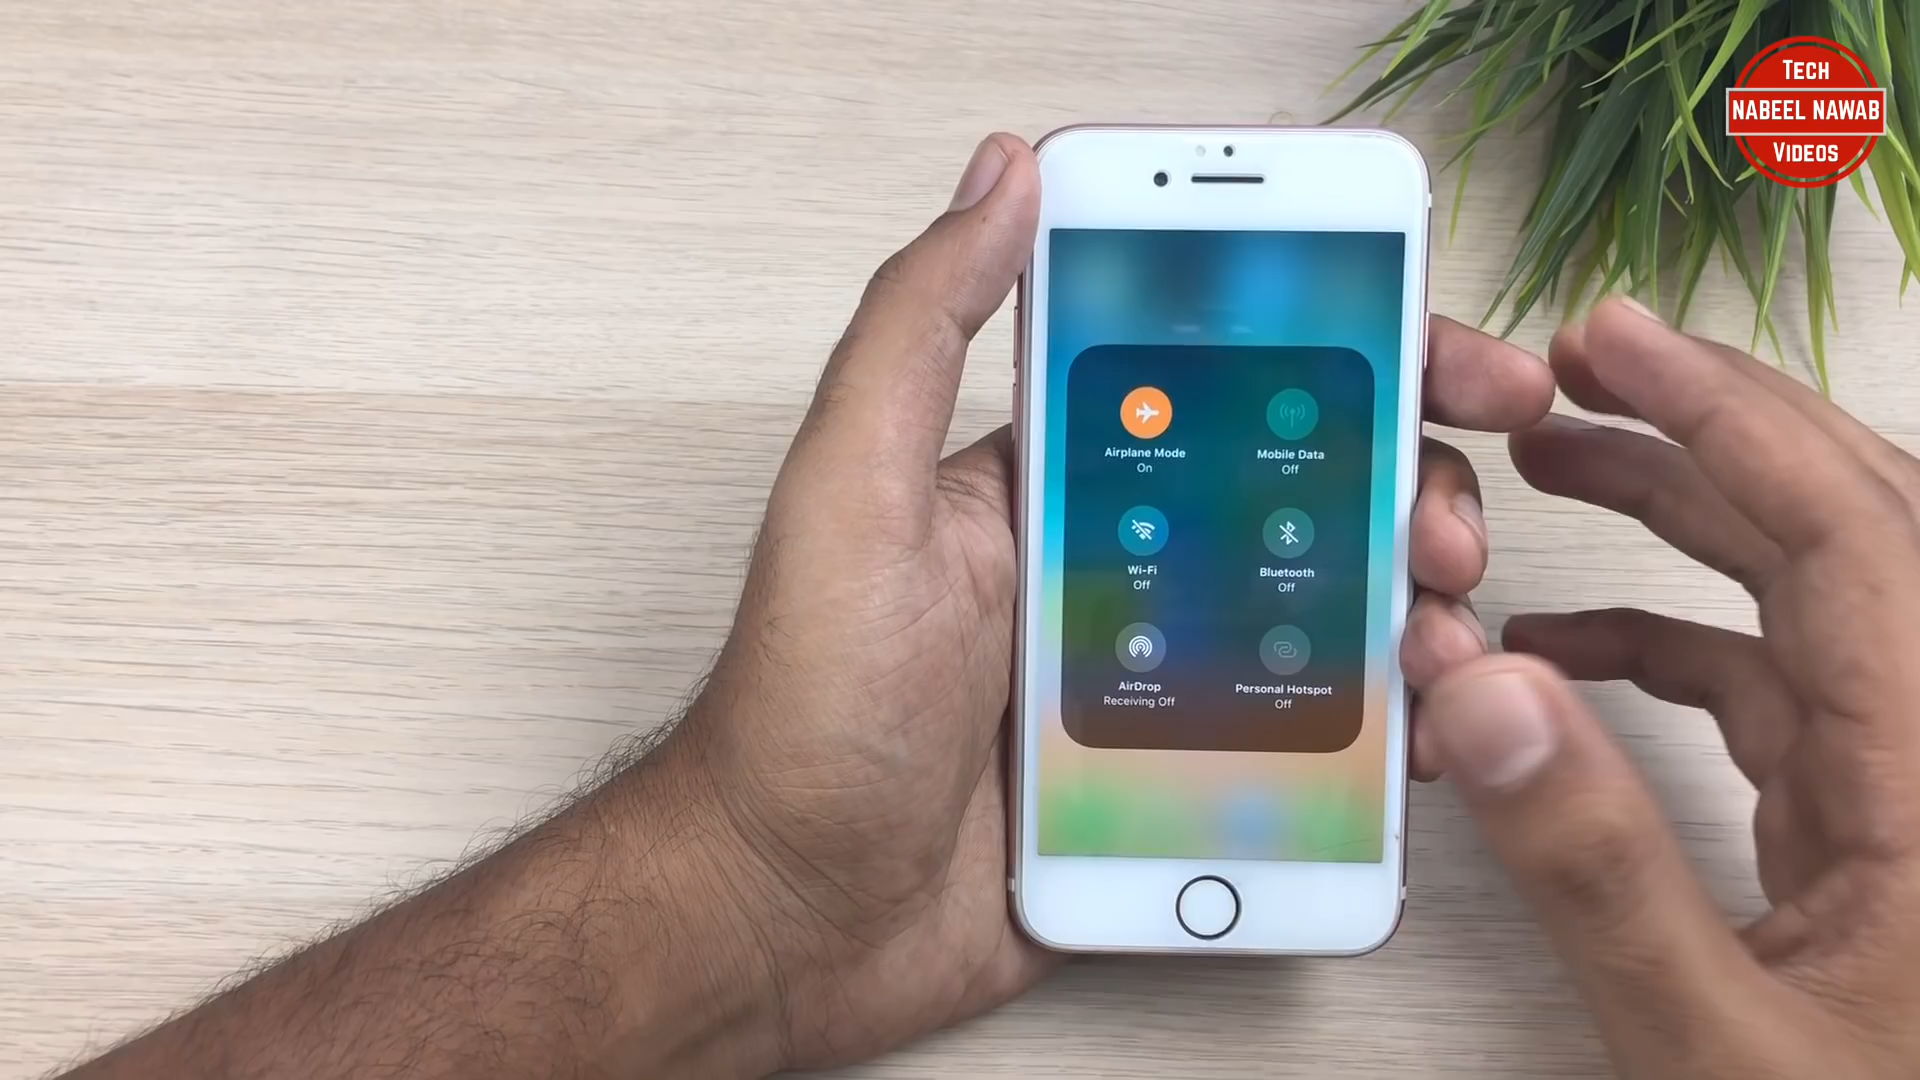 Tech
NABEEL NAWAB
Videos
Airplane Mode
On
Mobile Data
Off
Wi-Fi
Off
Bluetooth
Off
AirDrop
Receiving Off
Personal Hotspot
Off